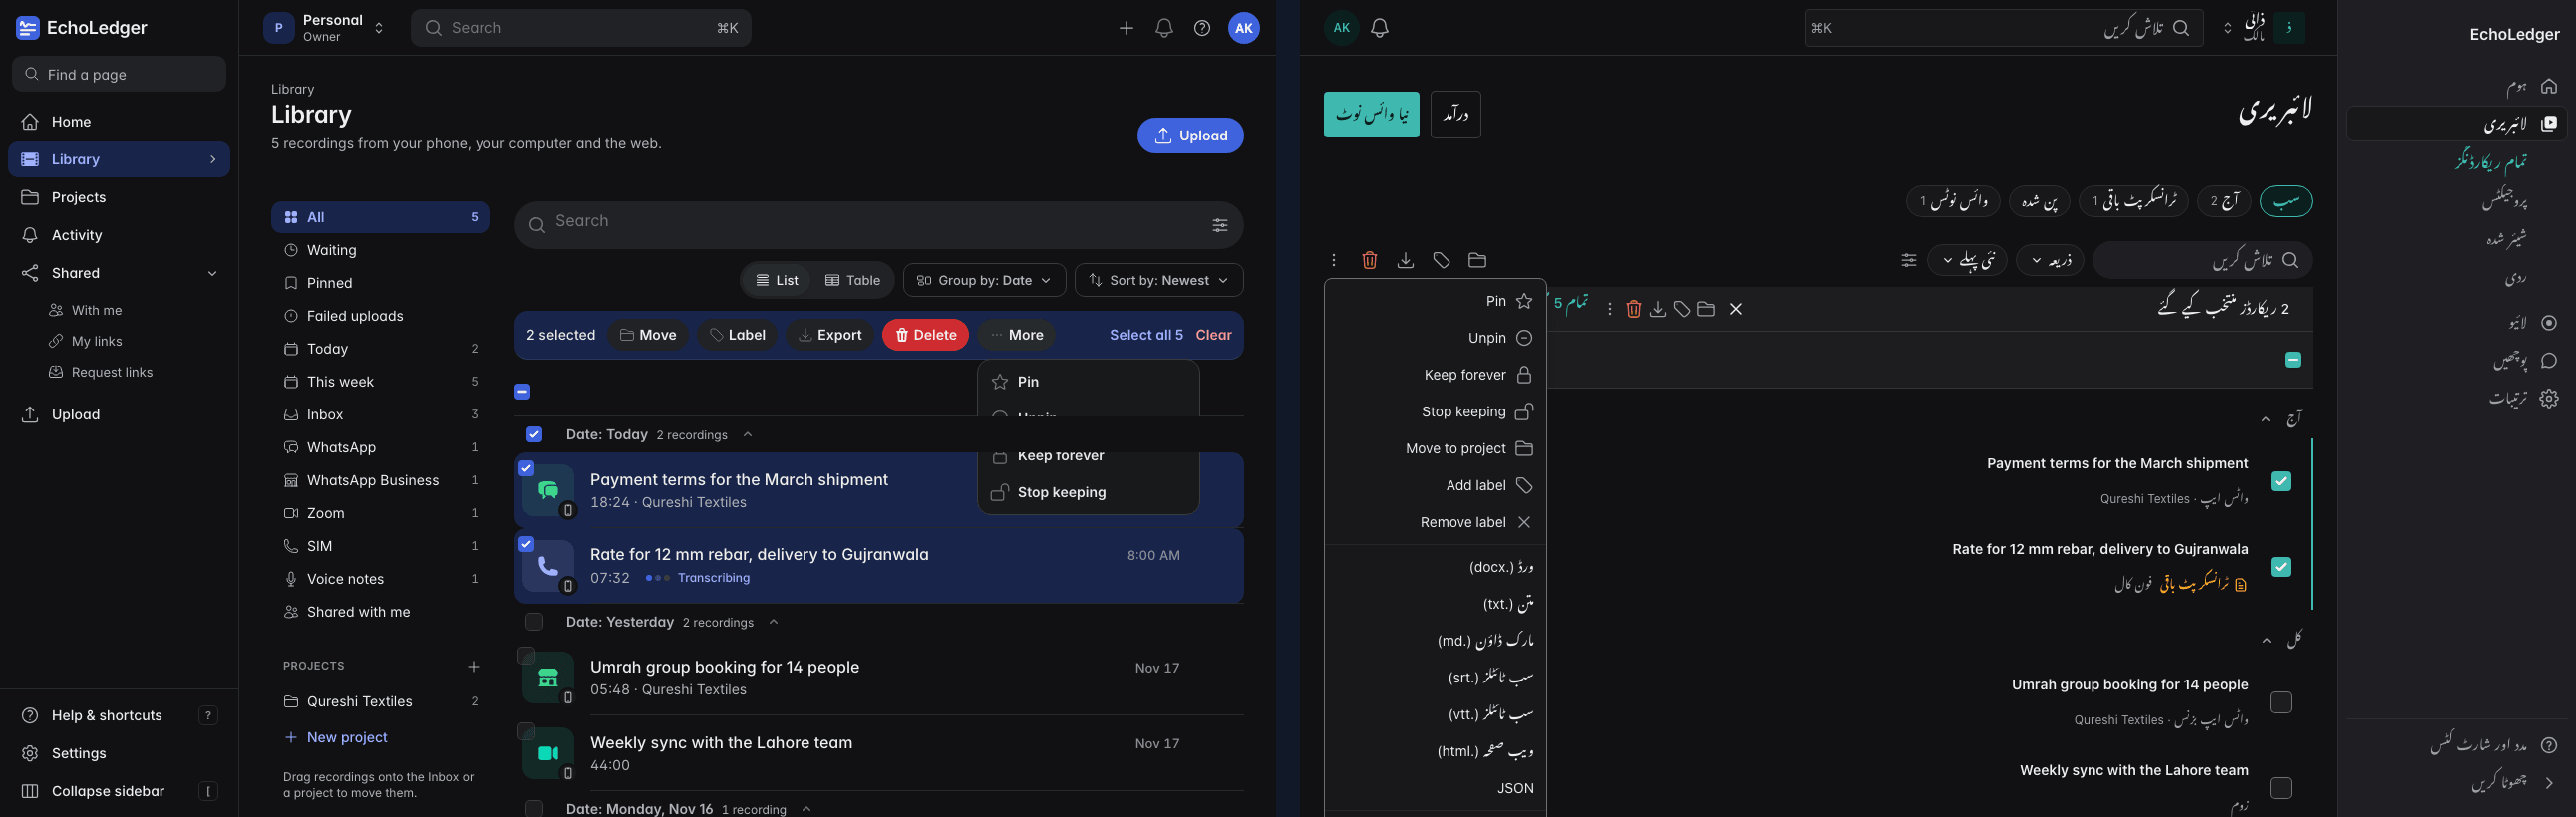 EchoLedger
Find a page
Home
Library
Projects
Activity
Shared
With me
My links
Request links
Upload
Help & shortcuts ?
Settings
Collapse sidebar [
P Personal
Owner
Search ⌘K
AK
Library
Library
5 recordings from your phone, your computer and the web.
Upload
All 5
Waiting
Pinned
Failed uploads
Today 2
This week 5
Inbox 3
WhatsApp 1
WhatsApp Business 1
Zoom 1
SIM 1
Voice notes 1
Shared with me
PROJECTS
Qureshi Textiles 2
New project
Drag recordings onto the Inbox or
a project to move them.
Search
List Table Group by: Date Sort by: Newest
2 selected Move Label Export Delete More Select all 5 Clear
Pin
Keep forever
Stop keeping
Date: Today 2 recordings
Payment terms for the March shipment
18:24 · Qureshi Textiles
Rate for 12 mm rebar, delivery to Gujranwala 8:00 AM
07:32 Transcribing
Date: Yesterday 2 recordings
Umrah group booking for 14 people Nov 17
05:48 · Qureshi Textiles
Weekly sync with the Lahore team Nov 17
44:00
Date: Monday, Nov 16 1 recording
EchoLedger
ہوم
لائبریری
تمام ریکارڈنگز
پروجیکٹس
شیئر شدہ
ردی
لائیو
پوچھیں
ترتیبات
مدد اور شارٹ کٹس
چھوٹا کریں
ذ ذاتی
مالک
تلاش کریں ⌘K
AK
لائبریری
درآمد
نیا وائس نوٹ
سب
آج 2
ٹرانسکرپٹ باقی 1
پن شدہ
وائس نوٹس 1
تلاش کریں
ذریعہ
نئی پہلے
2 ریکارڈز منتخب کیے گئے
تمام 5
Pin
Unpin
Keep forever
Stop keeping
Move to project
Add label
Remove label
ورڈ (.docx)
متن (.txt)
مارک ڈاؤن (.md)
سب ٹائٹلز (.srt)
سب ٹائٹلز (.vtt)
ویب صفحہ (.html)
JSON
آج
Payment terms for the March shipment
واٹس ایپ · Qureshi Textiles
Rate for 12 mm rebar, delivery to Gujranwala
ٹرانسکرپٹ باقی فون کال
کل
Umrah group booking for 14 people
واٹس ایپ بزنس · Qureshi Textiles
Weekly sync with the Lahore team
زوم